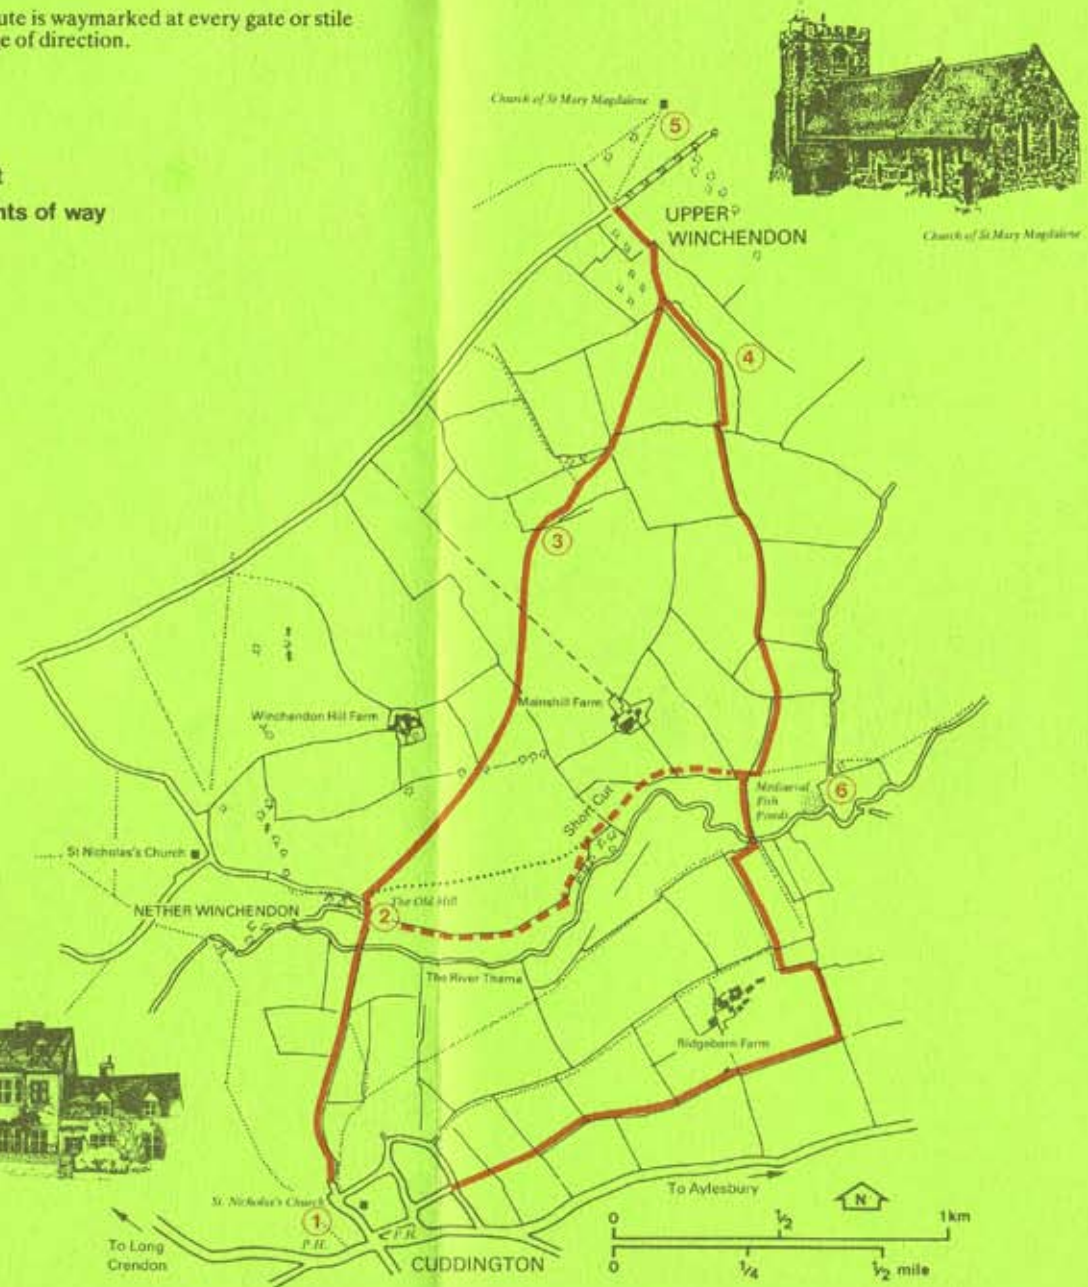 ute is waymarked at every gate or stile
e of direction.
t
nts of way
Church of St Mary Magdalene
5
UPPER
WINCHENDON
Church of St Mary Magdalene
4
3
Winchendon Hill Farm
Mainshill Farm
Short Cut
Mediaeval
Fish
Ponds
6
St Nicholas's Church
The Old Hill
NETHER WINCHENDON
2
The River Thame
Ridgebarn Farm
To Aylesbury
N
St. Nicholas's Church
1
P.H.
P.H.
To Long
Crendon
CUDDINGTON
0 ½ 1km
0 ¼ ½ mile